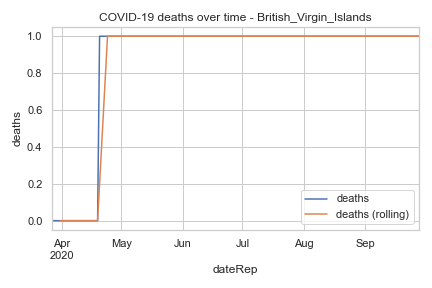 COVID-19 deaths over time - British_Virgin_Islands
deaths
1.0
0.8
0.6
0.4
0.2
0.0
deaths
deaths (rolling)
Apr May Jun Jul Aug Sep
2020
dateRep